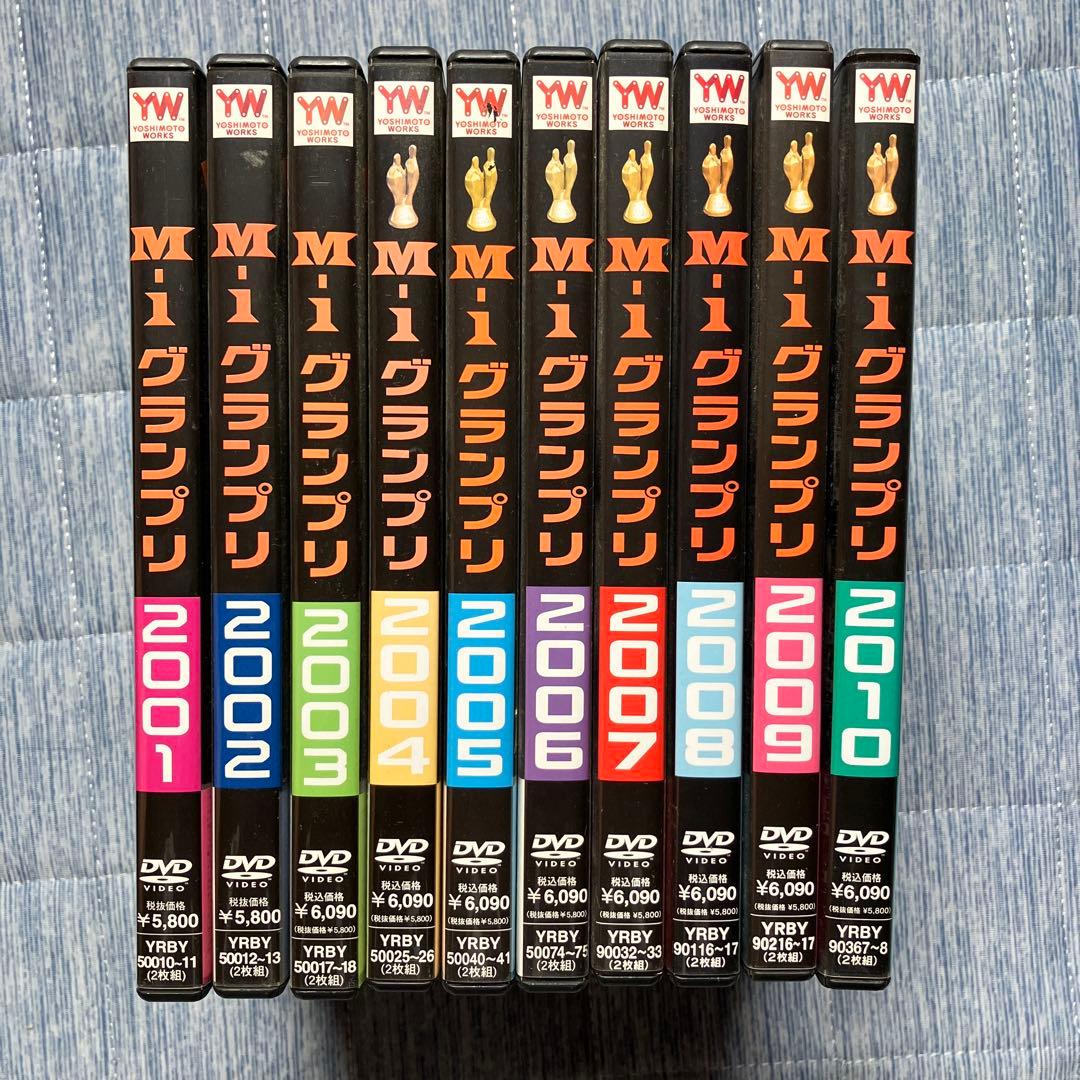 YW™
YOSHIMOTO
WORKS
M-1グランプリ
2001
DVD
VIDEO
税抜価格
¥5,800
YRBY
50010~11
(2枚組)
YW™
YOSHIMOTO
WORKS
M-1グランプリ
2002
DVD
VIDEO
税抜価格
¥5,800
YRBY
50012~13
(2枚組)
YW™
YOSHIMOTO
WORKS
M-1グランプリ
2003
DVD
VIDEO
税込価格
¥6,090
(税抜価格 ¥5,800)
YRBY
50017~18
(2枚組)
YW™
YOSHIMOTO
WORKS
M-1グランプリ
2004
DVD
VIDEO
税込価格
¥6,090
(税抜価格 ¥5,800)
YRBY
50025~26
(2枚組)
YW™
YOSHIMOTO
WORKS
M-1グランプリ
2005
DVD
VIDEO
税込価格
¥6,090
(税抜価格 ¥5,800)
YRBY
50040~41
(2枚組)
YW™
YOSHIMOTO
WORKS
M-1グランプリ
2006
DVD
VIDEO
税込価格
¥6,090
(税抜価格 ¥5,800)
YRBY
50074~75
(2枚組)
YW™
YOSHIMOTO
WORKS
M-1グランプリ
2007
DVD
VIDEO
税込価格
¥6,090
(税抜価格 ¥5,800)
YRBY
90032~33
(2枚組)
YW™
YOSHIMOTO
WORKS
M-1グランプリ
2008
DVD
VIDEO
税込価格
¥6,090
(税抜価格 ¥5,800)
YRBY
90116~17
(2枚組)
YW™
YOSHIMOTO
WORKS
M-1グランプリ
2009
DVD
VIDEO
税込価格
¥6,090
(税抜価格 ¥5,800)
YRBY
90216~17
(2枚組)
YW™
YOSHIMOTO
WORKS
M-1グランプリ
2010
DVD
VIDEO
税込価格
¥6,090
(税抜価格 ¥5,800)
YRBY
90367~8
(2枚組)